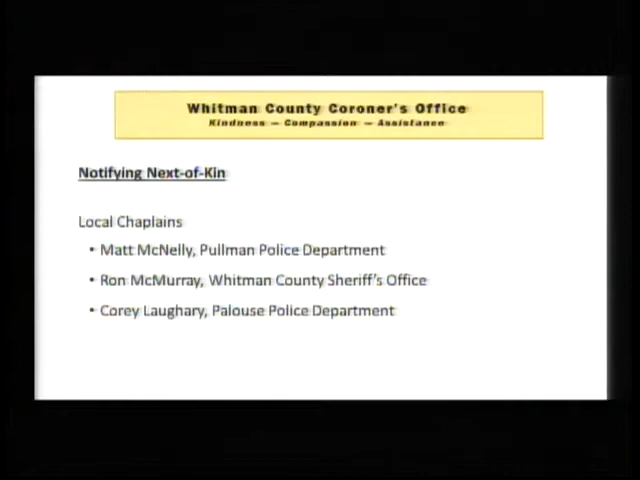 Whitman County Coroner's Office
Kindness — Compassion — Assistance
Notifying Next-of-Kin
Local Chaplains
• Matt McNelly, Pullman Police Department
• Ron McMurray, Whitman County Sheriff's Office
• Corey Laughary, Palouse Police Department